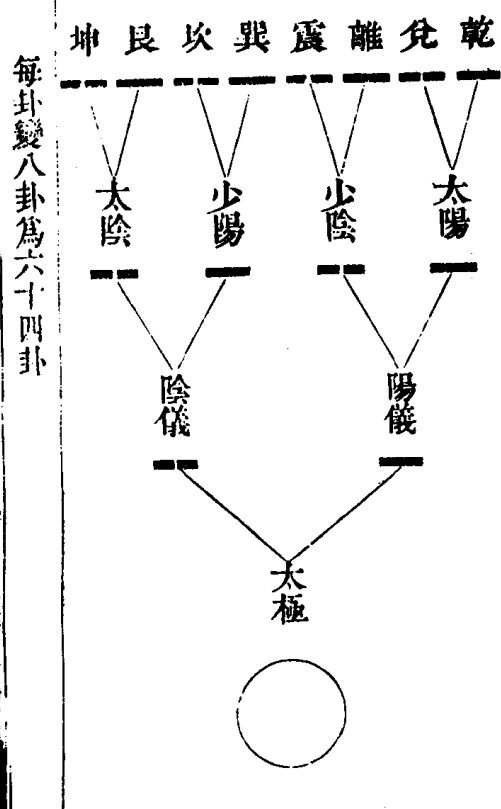 乾 兌 離 震 巽 坎 艮 坤
太陽 少陰 少陽 太陰
陽儀 陰儀
太極
每卦變八卦為六十四卦